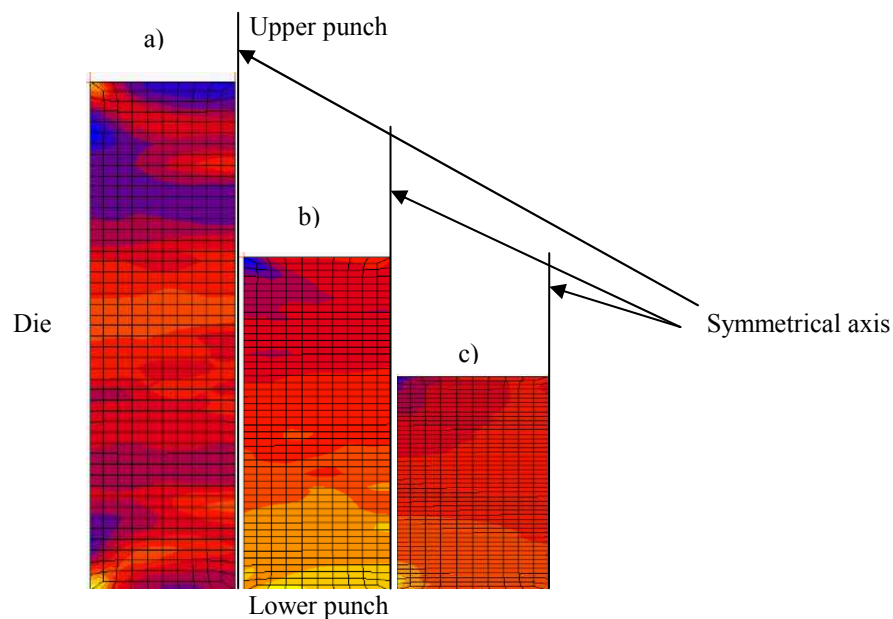 Upper punch
a)
b)
Die
Symmetrical axis
c)
Lower punch